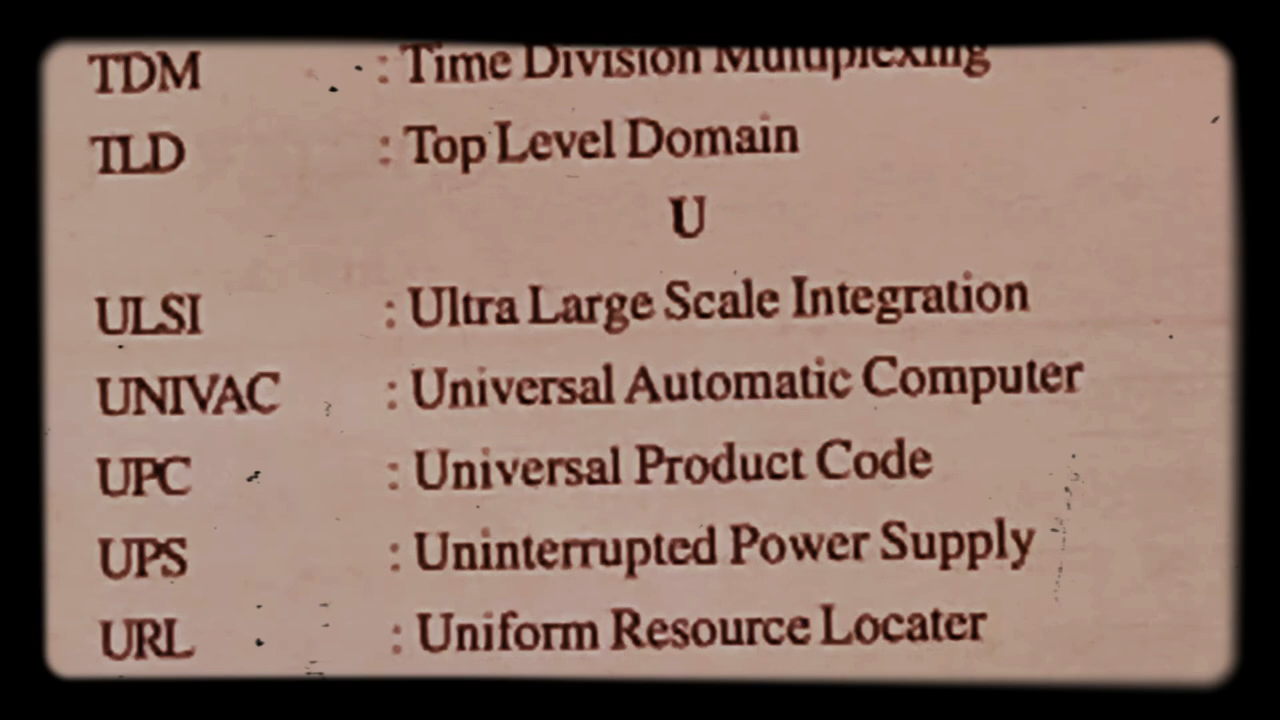 TDM : Time Division Multiplexing
TLD : Top Level Domain
U
ULSI : Ultra Large Scale Integration
UNIVAC : Universal Automatic Computer
UPC : Universal Product Code
UPS : Uninterrupted Power Supply
URL : Uniform Resource Locater